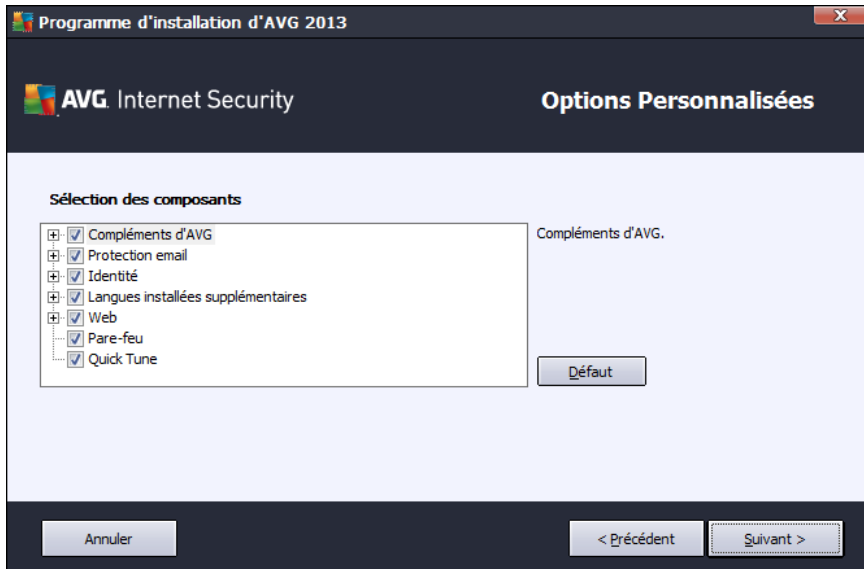 Programme d'installation d'AVG 2013
AVG. Internet Security
Options Personnalisées
Sélection des composants
Compléments d'AVG
Protection email
Identité
Langues installées supplémentaires
Web
Pare-feu
Quick Tune
Compléments d'AVG.
Défaut
Annuler
< Précédent
Suivant >